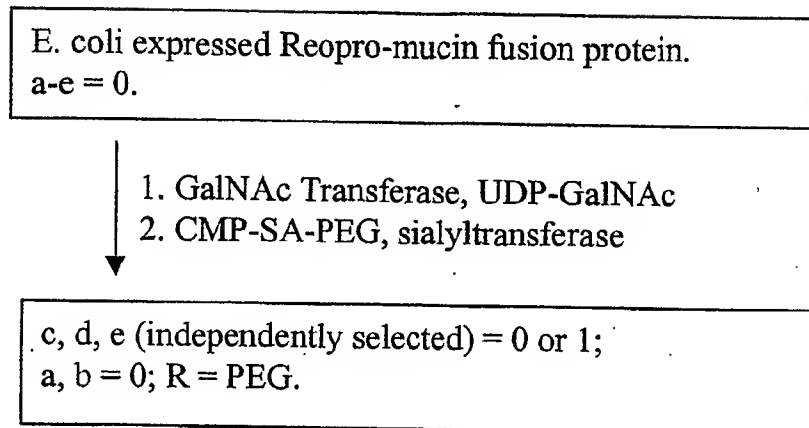 E. coli expressed Reopro-mucin fusion protein.
a-e = 0.
1. GalNAc Transferase, UDP-GalNAc
2. CMP-SA-PEG, sialyltransferase
c, d, e (independently selected) = 0 or 1;
a, b = 0; R = PEG.